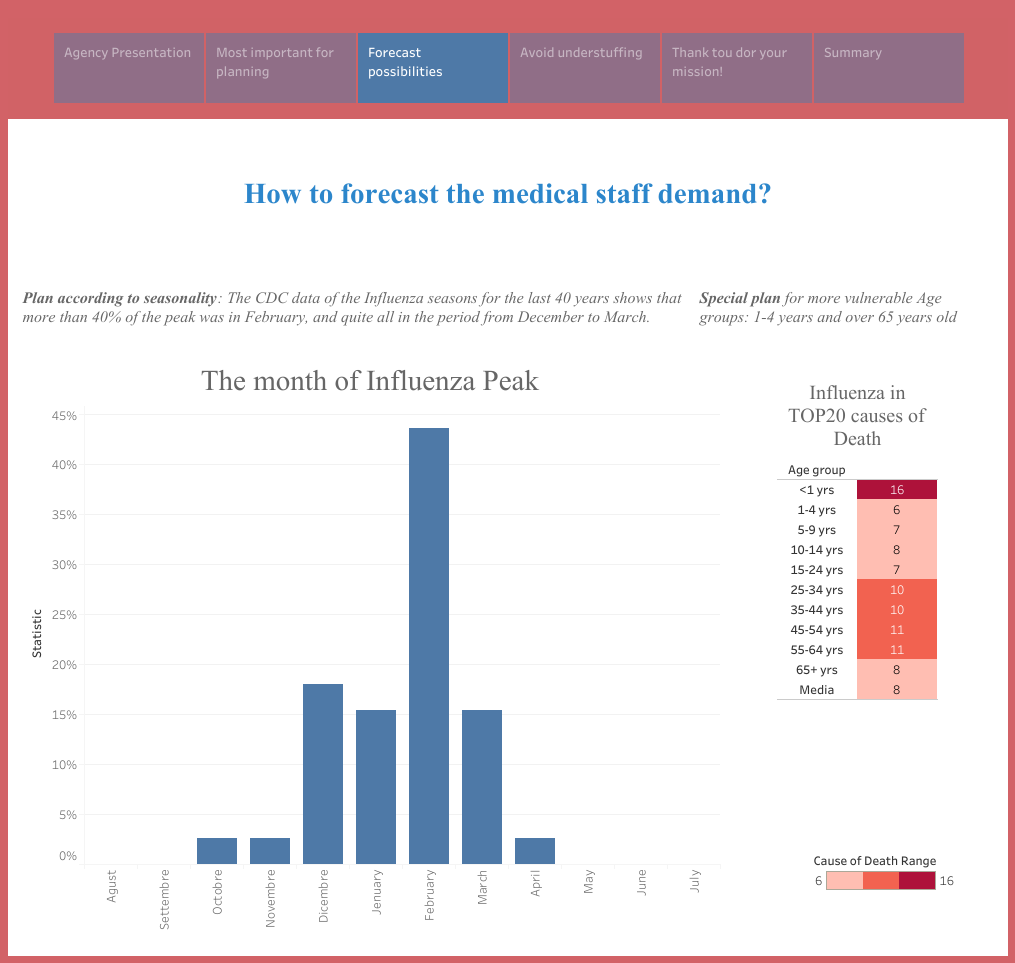 Agency Presentation
Most important for
planning
Forecast
possibilities
Avoid understuffing
Thank tou dor your
mission!
Summary
How to forecast the medical staff demand?
Plan according to seasonality: The CDC data of the Influenza seasons for the last 40 years shows that
more than 40% of the peak was in February, and quite all in the period from December to March.
Special plan for more vulnerable Age
groups: 1-4 years and over 65 years old
The month of Influenza Peak
45%
40%
35%
30%
25%
20%
15%
10%
5%
0%
Statistic
Agust
Settembre
Octobre
Novembre
Dicembre
Jenuary
February
March
April
May
June
July
Influenza in
TOP20 causes of
Death
Age group
<1 yrs 16
1-4 yrs 6
5-9 yrs 7
10-14 yrs 8
15-24 yrs 7
25-34 yrs 10
35-44 yrs 10
45-54 yrs 11
55-64 yrs 11
65+ yrs 8
Media 8
Cause of Death Range
6 16